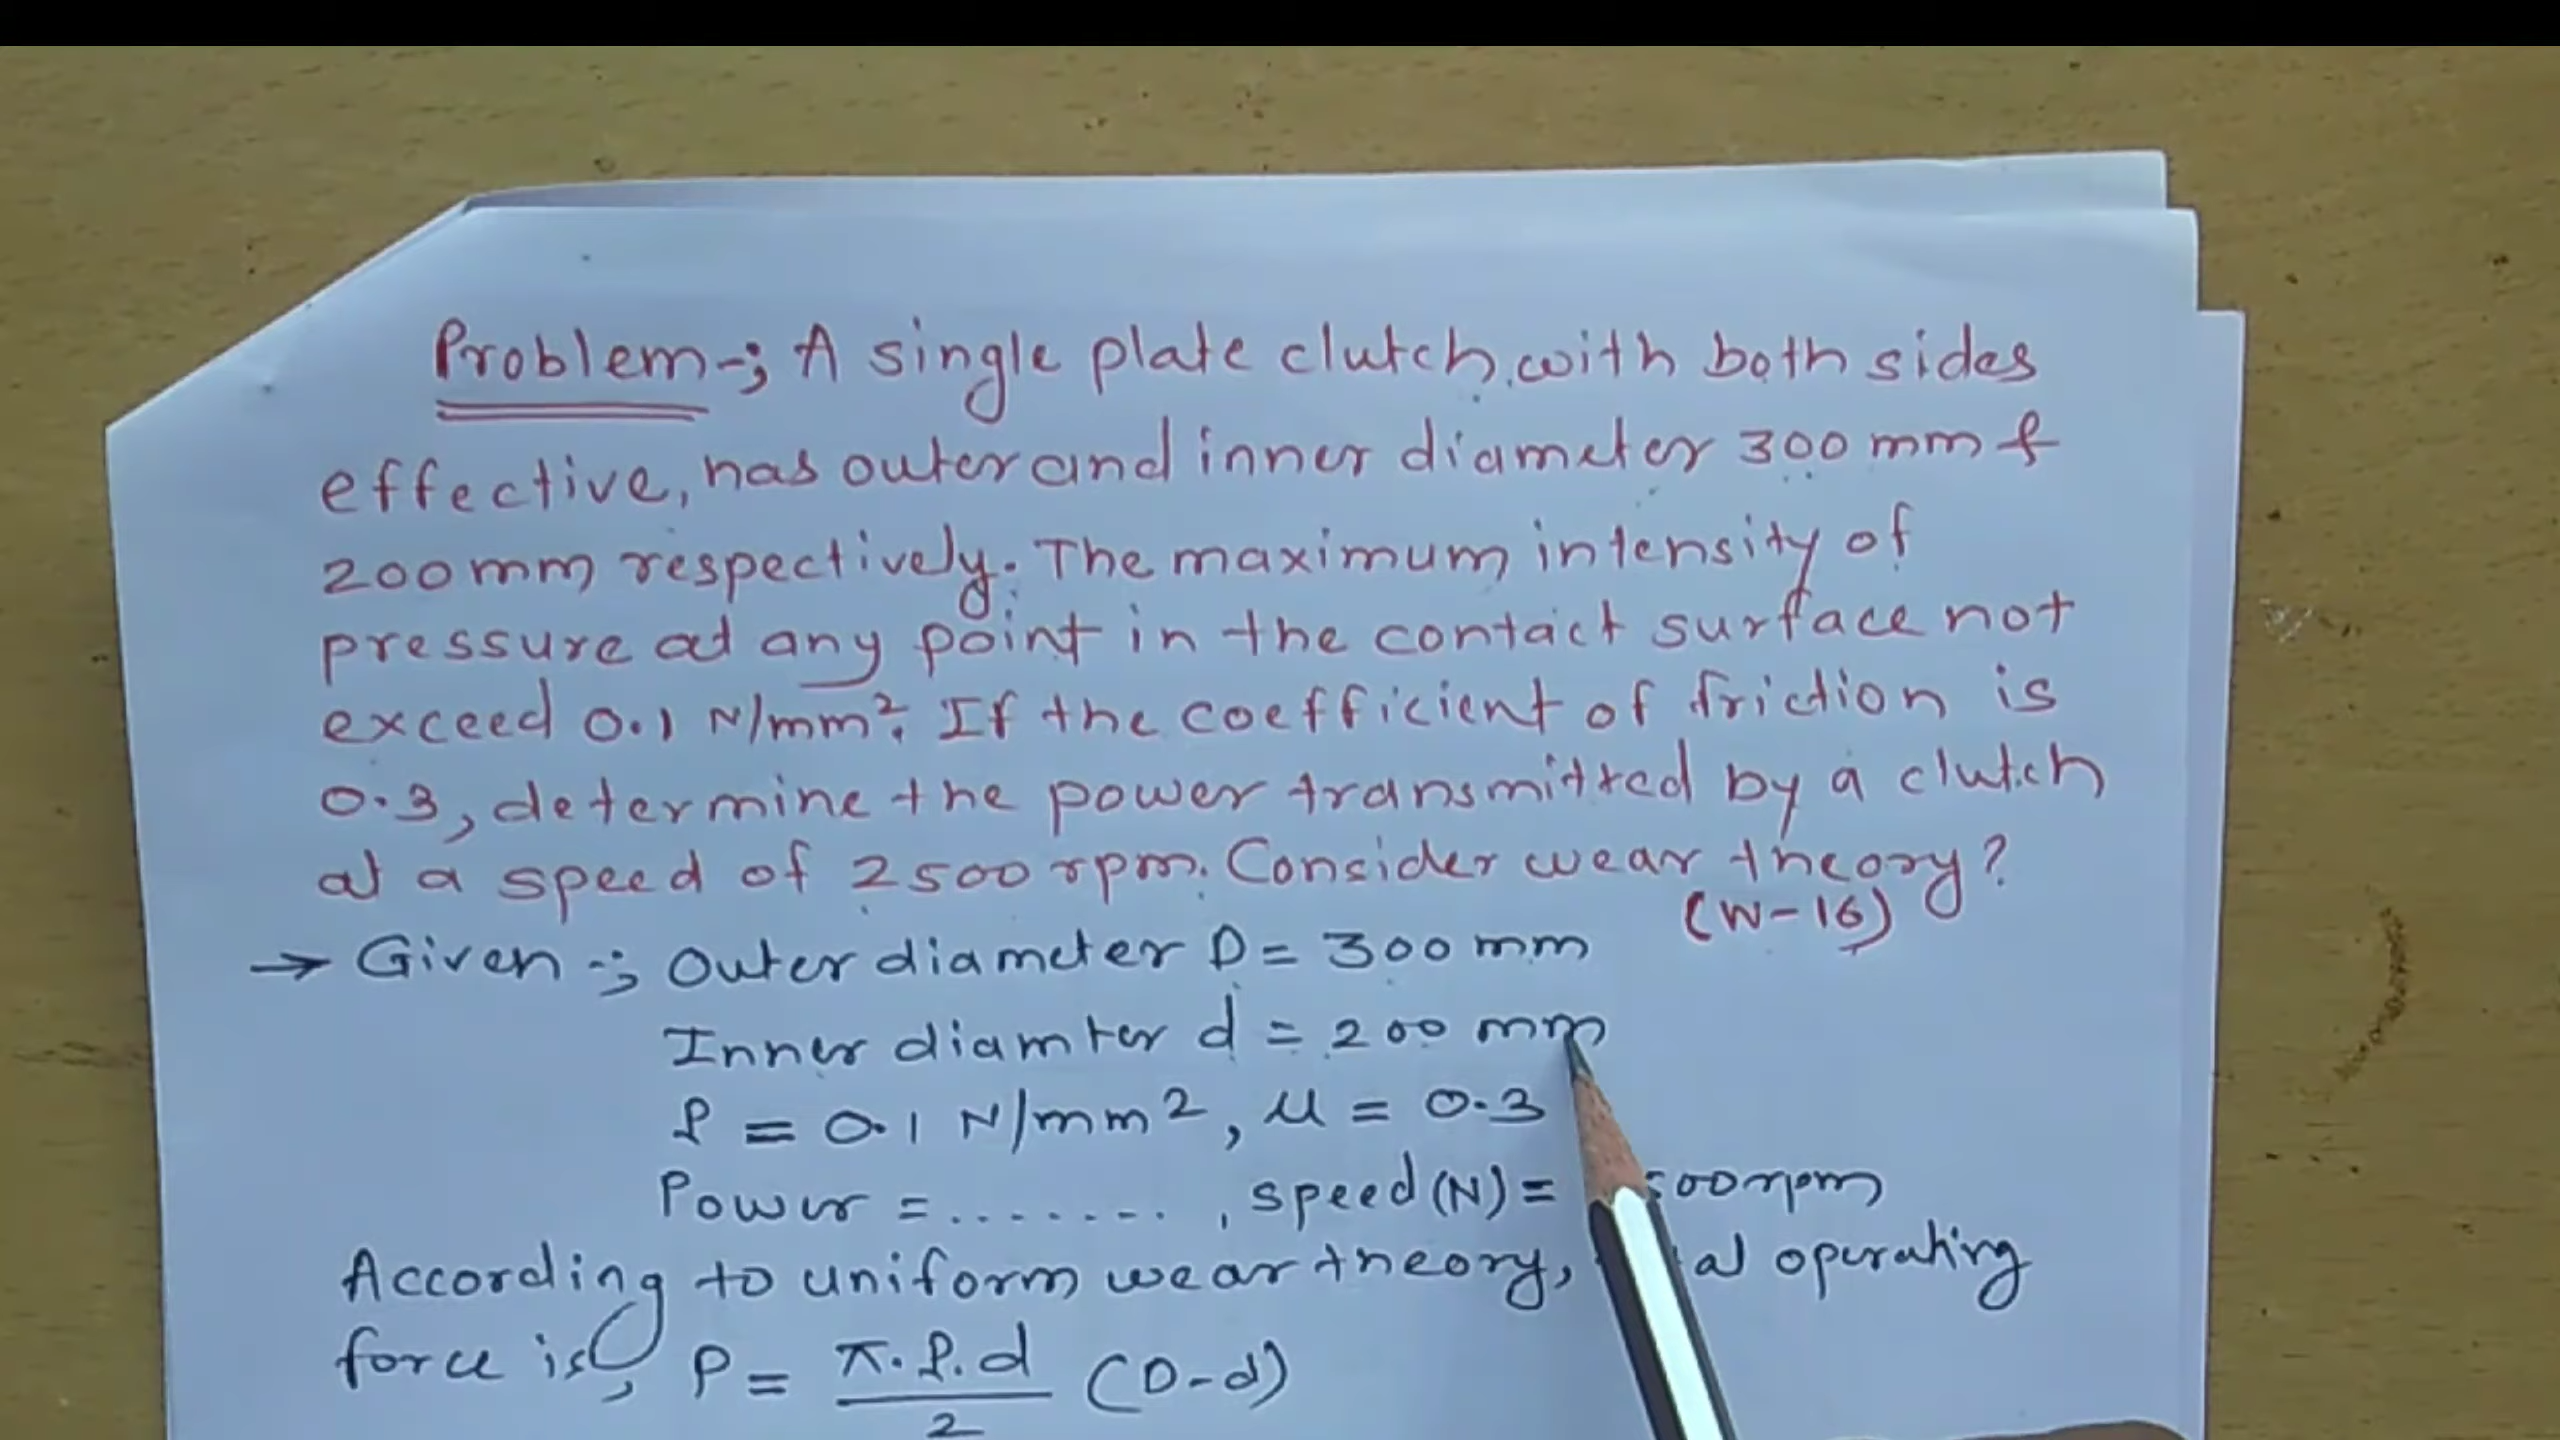 Problem-; A single plate clutch, with both sides
effective, has outer and inner diameter 300 mm &
200 mm respectively. The maximum intensity of
pressure at any point in the contact surface not
exceed 0.1 N/mm². If the coefficient of friction is
0.3, determine the power transmitted by a clutch
at a speed of 2500 rpm. Consider wear theory?
(W-16)
→ Given -; Outer diameter D = 300 mm
Inner diamter d = 200 mm
P = 0.1 N/mm², μ = 0.3
Power = ........, speed (N) = 500 rpm
According to uniform wear theory, operating
force is, P = π.P.d/2 (D-d)